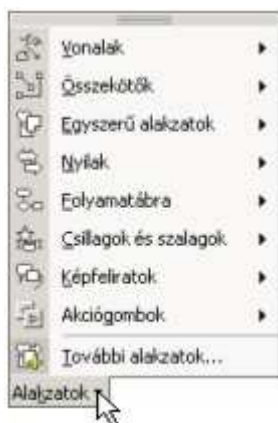 Vonalak
Összekötők
Egyszerű alakzatok
Nyilak
Folyamatábra
Csillagok és szalagok
Képfeliratok
Akciógombok
További alakzatok...
Alakzatok